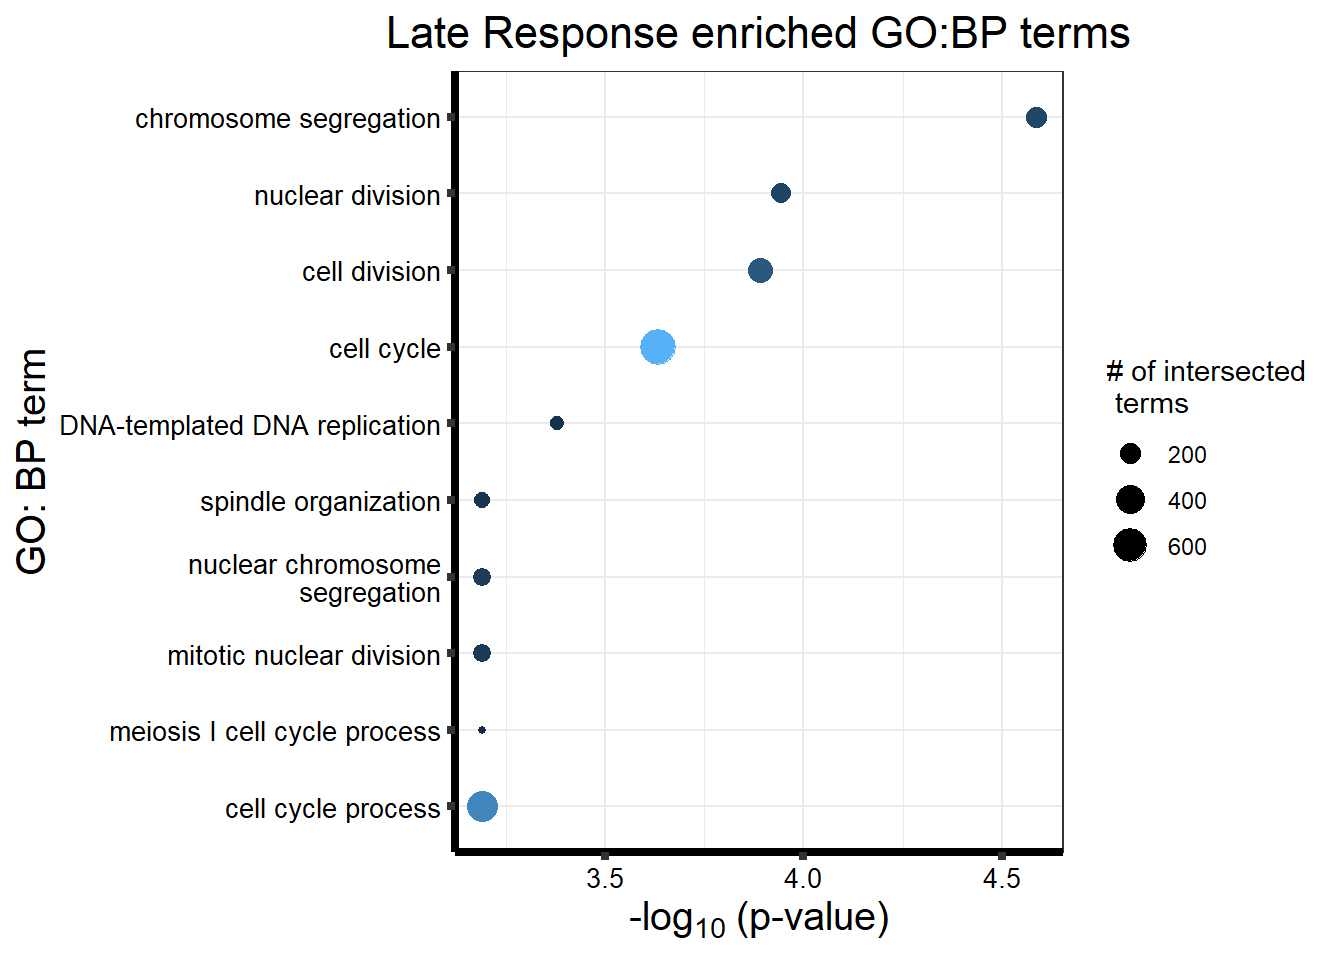 Late Response enriched GO:BP terms
GO: BP term
chromosome segregation
nuclear division
cell division
cell cycle
DNA-templated DNA replication
spindle organization
nuclear chromosome
segregation
mitotic nuclear division
meiosis I cell cycle process
cell cycle process
3.5 4.0 4.5
-log10 (p-value)
# of intersected
terms
200
400
600